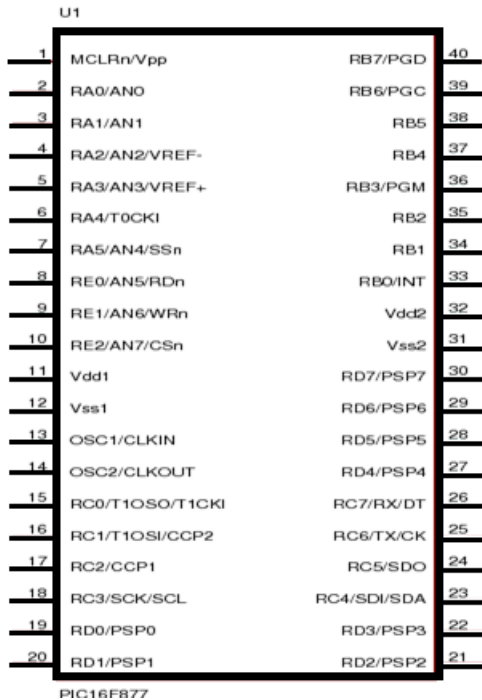 U1
1 MCLRn/Vpp RB7/PGD 40
2 RA0/AN0 RB6/PGC 39
3 RA1/AN1 RB5 38
4 RA2/AN2/VREF- RB4 37
5 RA3/AN3/VREF+ RB3/PGM 36
6 RA4/T0CKI RB2 35
7 RA5/AN4/SSn RB1 34
8 RE0/AN5/RDn RB0/INT 33
9 RE1/AN6/WRn Vdd2 32
10 RE2/AN7/CSn Vss2 31
11 Vdd1 RD7/PSP7 30
12 Vss1 RD6/PSP6 29
13 OSC1/CLKIN RD5/PSP5 28
14 OSC2/CLKOUT RD4/PSP4 27
15 RC0/T1OSO/T1CKI RC7/RX/DT 26
16 RC1/T1OSI/CCP2 RC6/TX/CK 25
17 RC2/CCP1 RC5/SDO 24
18 RC3/SCK/SCL RC4/SDI/SDA 23
19 RD0/PSP0 RD3/PSP3 22
20 RD1/PSP1 RD2/PSP2 21
PIC16F877